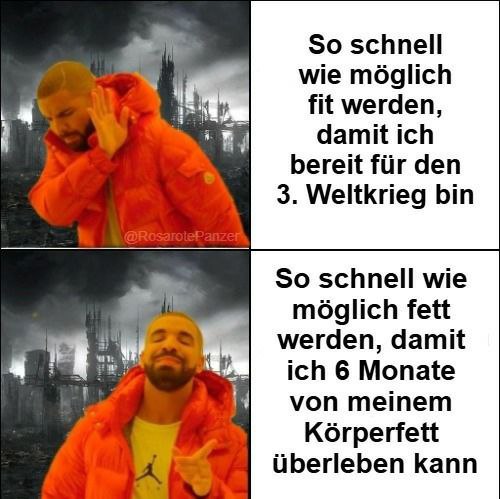 So schnell
wie möglich
fit werden,
damit ich
bereit für den
3. Weltkrieg bin
@RosarotePanzer
So schnell wie
möglich fett
werden, damit
ich 6 Monate
von meinem
Körperfett
überleben kann